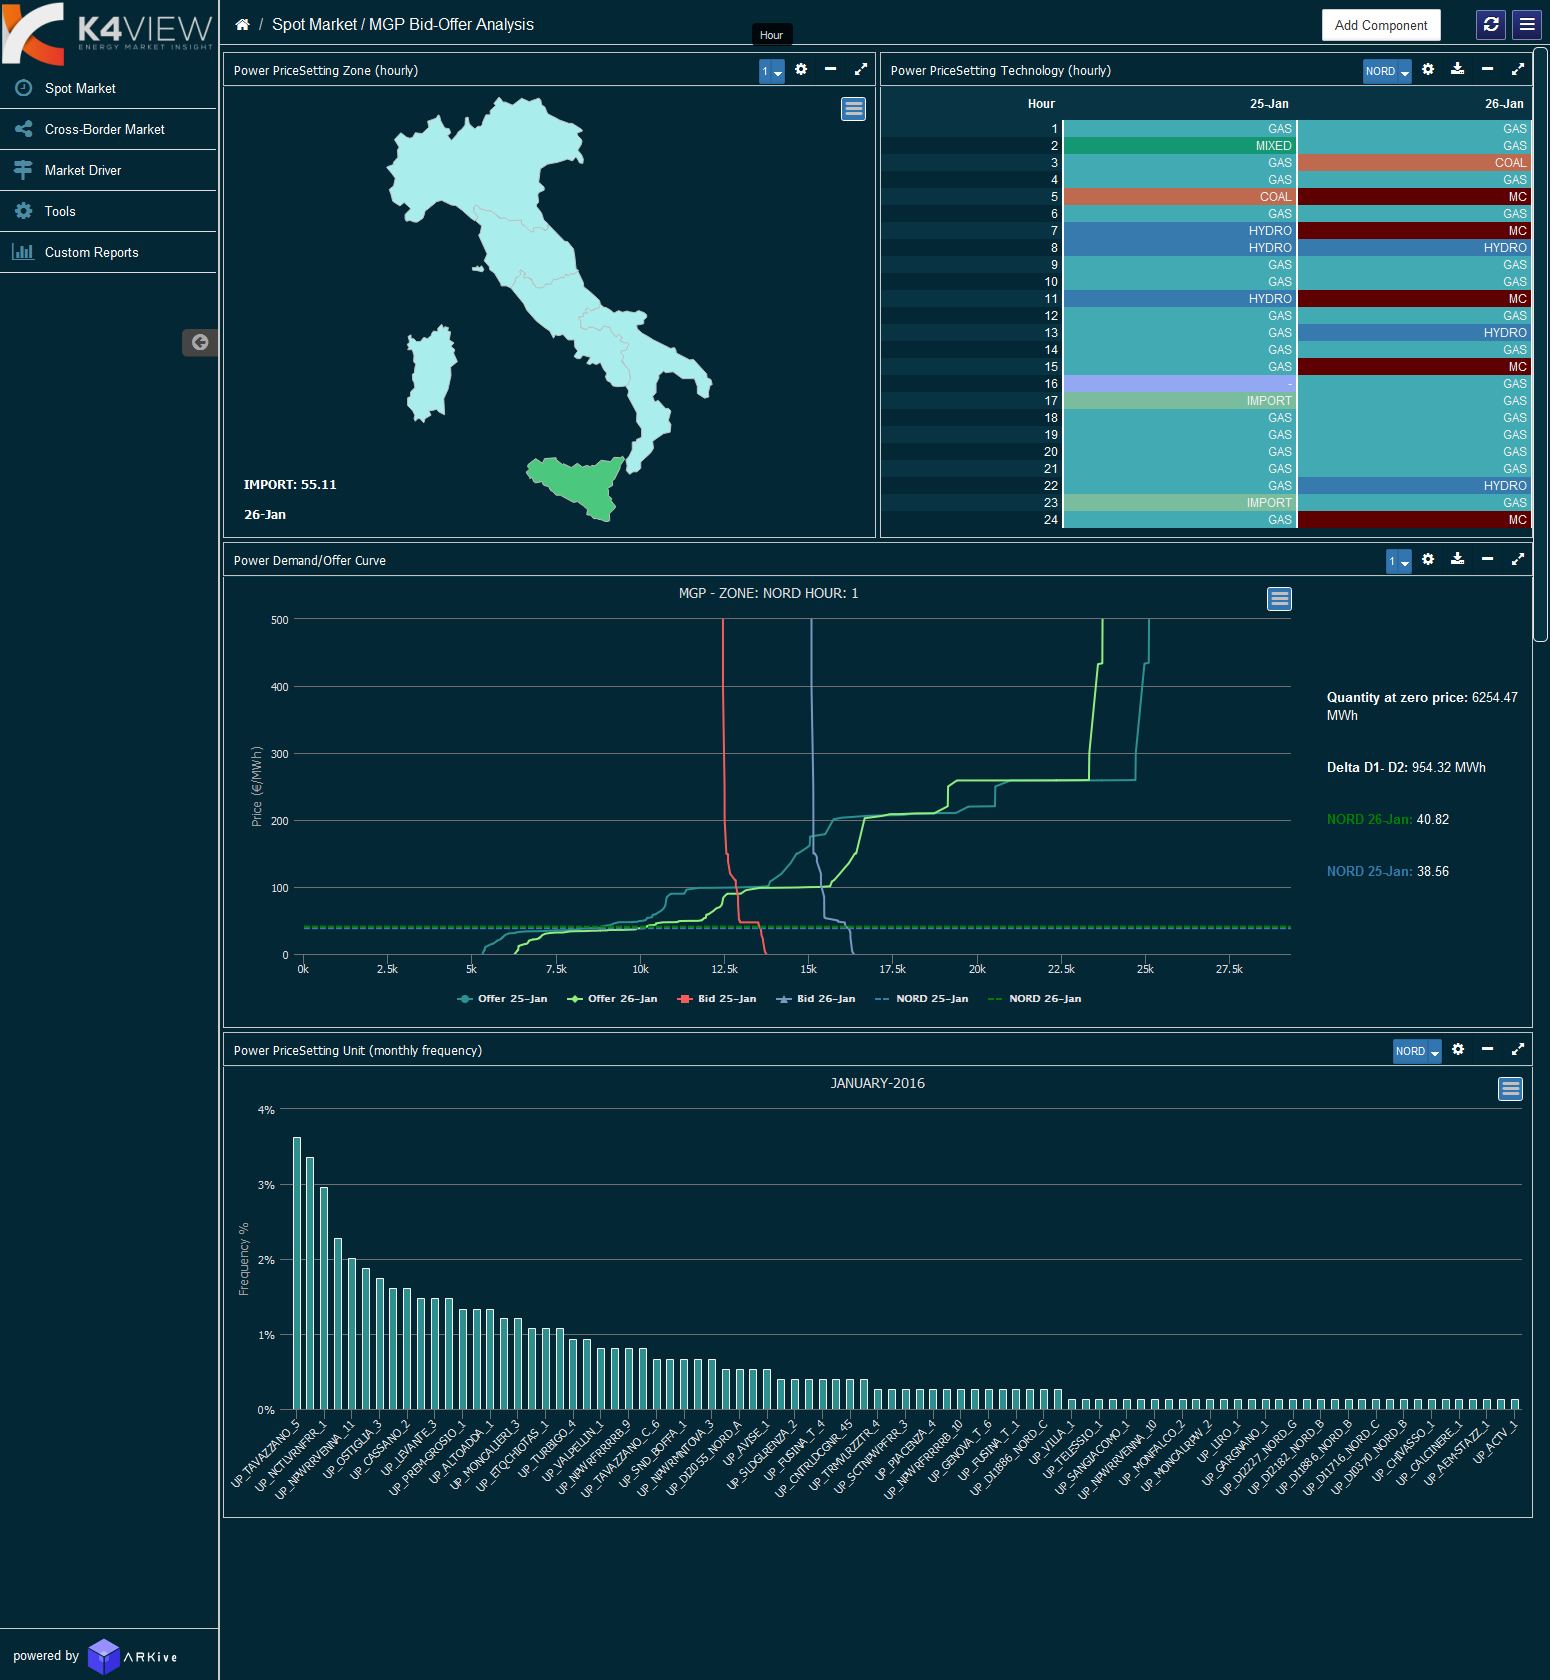 K4VIEW
ENERGY MARKET INSIGHT
/ Spot Market / MGP Bid-Offer Analysis
Hour
Add Component
Spot Market
Cross-Border Market
Market Driver
Tools
Custom Reports
Power PriceSetting Zone (hourly)
1
IMPORT: 55.11
26-Jan
Power PriceSetting Technology (hourly)
NORD
Hour 25-Jan 26-Jan
1 GAS GAS
2 MIXED GAS
3 GAS COAL
4 GAS GAS
5 COAL MC
6 GAS GAS
7 HYDRO MC
8 HYDRO HYDRO
9 GAS GAS
10 GAS GAS
11 HYDRO MC
12 GAS GAS
13 GAS HYDRO
14 GAS GAS
15 GAS MC
16 - GAS
17 IMPORT GAS
18 GAS GAS
19 GAS GAS
20 GAS GAS
21 GAS GAS
22 GAS HYDRO
23 IMPORT GAS
24 GAS MC
Power Demand/Offer Curve
1
MGP - ZONE: NORD HOUR: 1
Price (€/MWh)
500
400
300
200
100
0
0k 2.5k 5k 7.5k 10k 12.5k 15k 17.5k 20k 22.5k 25k 27.5k
Offer 25-Jan Offer 26-Jan Bid 25-Jan Bid 26-Jan NORD 25-Jan NORD 26-Jan
Quantity at zero price: 6254.47
MWh
Delta D1- D2: 954.32 MWh
NORD 26-Jan: 40.82
NORD 25-Jan: 38.56
Power PriceSetting Unit (monthly frequency)
NORD
JANUARY-2016
Frequency %
4%
3%
2%
1%
0%
UP_TAVAZZANO_5
UP_NCTLVRNFRR_1
UP_NPWRRVENNA_11
UP_OSTIGLIA_3
UP_CASSANO_2
UP_LEVANTE_3
UP_PREMGROSIO_1
UP_ALTOADDA_1
UP_MONCALIERI_3
UP_ETQCHIOTAS_1
UP_TURBIGO_4
UP_VALPELLIN_1
UP_NPWRFRRRRB_9
UP_TAVAZZANO_C_6
UP_SND_BOFFA_1
UP_NPWRMNTOVA_3
UP_DI2055_NORD_A
UP_AVISE_1
UP_SLDGLRENZA_2
UP_FUSINA_T_4
UP_CNTRLDCGNR_45
UP_TRMVLRZZTR_4
UP_SCTNPWPFRR_3
UP_PIACENZA_4
UP_NPWRFRRRRB_10
UP_GENOVA_T_6
UP_FUSINA_T_1
UP_DI1886_NORD_C
UP_VILLA_1
UP_TELESSIO_1
UP_SANGIACOMO_1
UP_NPWRRVENNA_10
UP_MONFALCO_2
UP_MONCALRPW_2
UP_LIRO_1
UP_GARGNANO_1
UP_DI2227_NORD_G
UP_DI2182_NORD_B
UP_DI1886_NORD_B
UP_DI1716_NORD_C
UP_DI0370_NORD_B
UP_CHIVASSO_1
UP_CALCINERE_1
UP_AEMSTAZZ_1
UP_ACTV_1
powered by ARKive